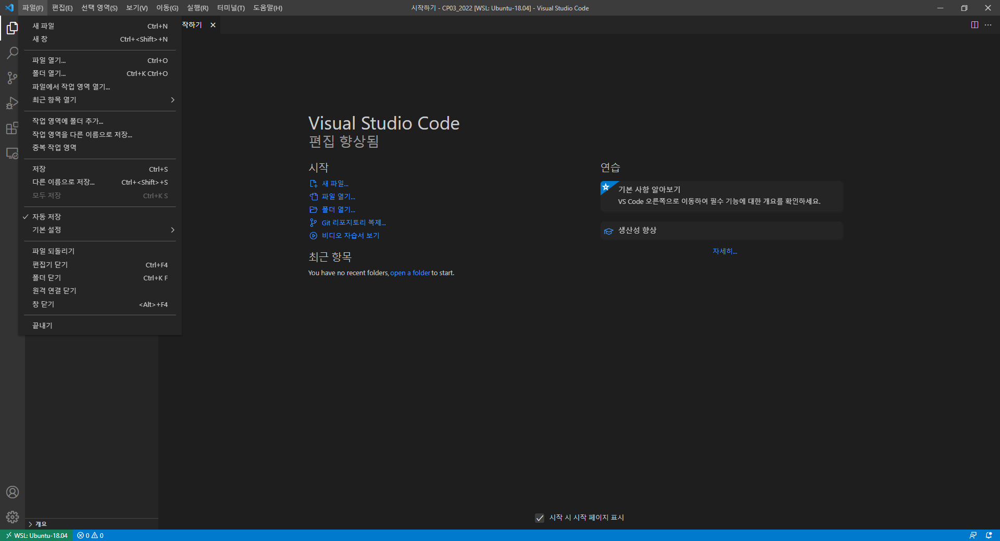 파일(F) 편집(E) 선택 영역(S) 보기(V) 이동(G) 실행(R) 터미널(T) 도움말(H) 시작하기 - CP03_2022 [WSL: Ubuntu-18.04] - Visual Studio Code
작하기
새 파일 Ctrl+N
새 창 Ctrl+<Shift>+N
파일 열기... Ctrl+O
폴더 열기... Ctrl+K Ctrl+O
파일에서 작업 영역 열기...
최근 항목 열기
작업 영역에 폴더 추가...
작업 영역을 다른 이름으로 저장...
중복 작업 영역
저장 Ctrl+S
다른 이름으로 저장... Ctrl+<Shift>+S
모두 저장 Ctrl+K S
자동 저장
기본 설정
파일 되돌리기
편집기 닫기 Ctrl+F4
폴더 닫기 Ctrl+K F
원격 연결 닫기
창 닫기 <Alt>+F4
끝내기
Visual Studio Code
편집 향상됨
시작
새 파일...
파일 열기...
폴더 열기...
Git 리포지토리 복제...
비디오 자습서 보기
최근 항목
You have no recent folders, open a folder to start.
연습
기본 사항 알아보기
VS Code 오른쪽으로 이동하여 필수 기능에 대한 개요를 확인하세요.
생산성 향상
자세히...
시작 시 시작 페이지 표시
개요
WSL: Ubuntu-18.04 0 0